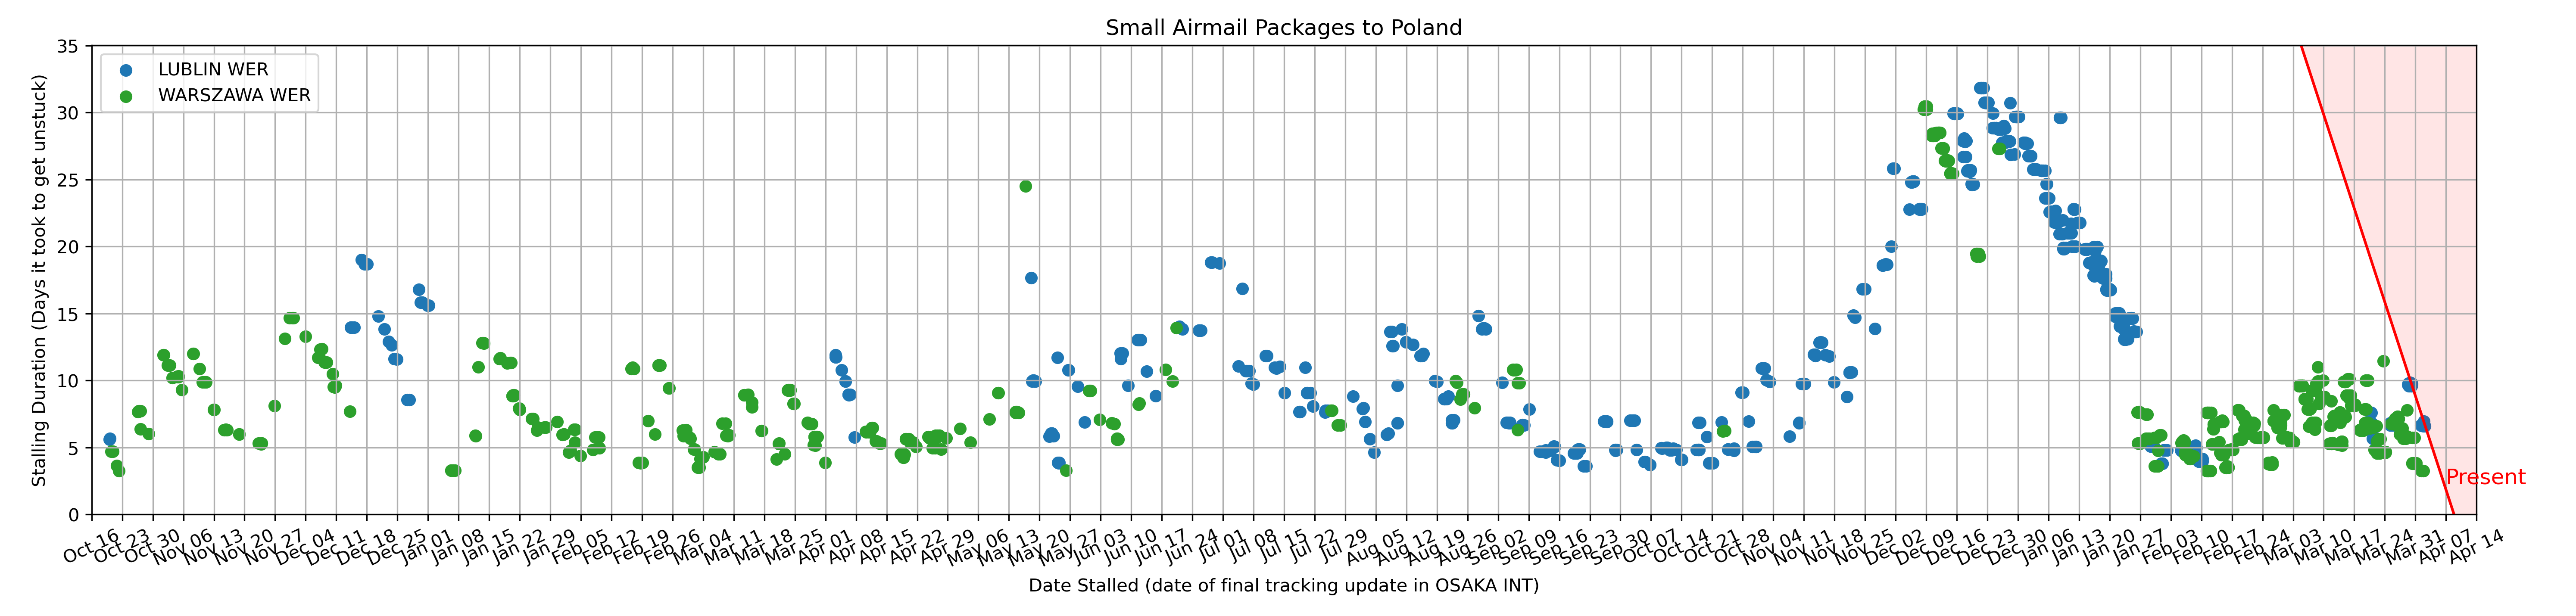 Small Airmail Packages to Poland
LUBLIN WER
WARSZAWA WER
Stalling Duration (Days it took to get unstuck)
35
30
25
20
15
10
5
0
Present
Oct 16 Oct 23 Oct 30 Nov 06 Nov 13 Nov 20 Nov 27 Dec 04 Dec 11 Dec 18 Dec 25 Jan 01 Jan 08 Jan 15 Jan 22 Jan 29 Feb 05 Feb 12 Feb 19 Feb 26 Mar 04 Mar 11 Mar 18 Mar 25 Apr 01 Apr 08 Apr 15 Apr 22 Apr 29 May 06 May 13 May 20 May 27 Jun 03 Jun 10 Jun 17 Jun 24 Jul 01 Jul 08 Jul 15 Jul 22 Jul 29 Aug 05 Aug 12 Aug 19 Aug 26 Sep 02 Sep 09 Sep 16 Sep 23 Sep 30 Oct 07 Oct 14 Oct 21 Oct 28 Nov 04 Nov 11 Nov 18 Nov 25 Dec 02 Dec 09 Dec 16 Dec 23 Dec 30 Jan 06 Jan 13 Jan 20 Jan 27 Feb 03 Feb 10 Feb 17 Feb 24 Mar 03 Mar 10 Mar 17 Mar 24 Mar 31 Apr 07 Apr 14
Date Stalled (date of final tracking update in OSAKA INT)